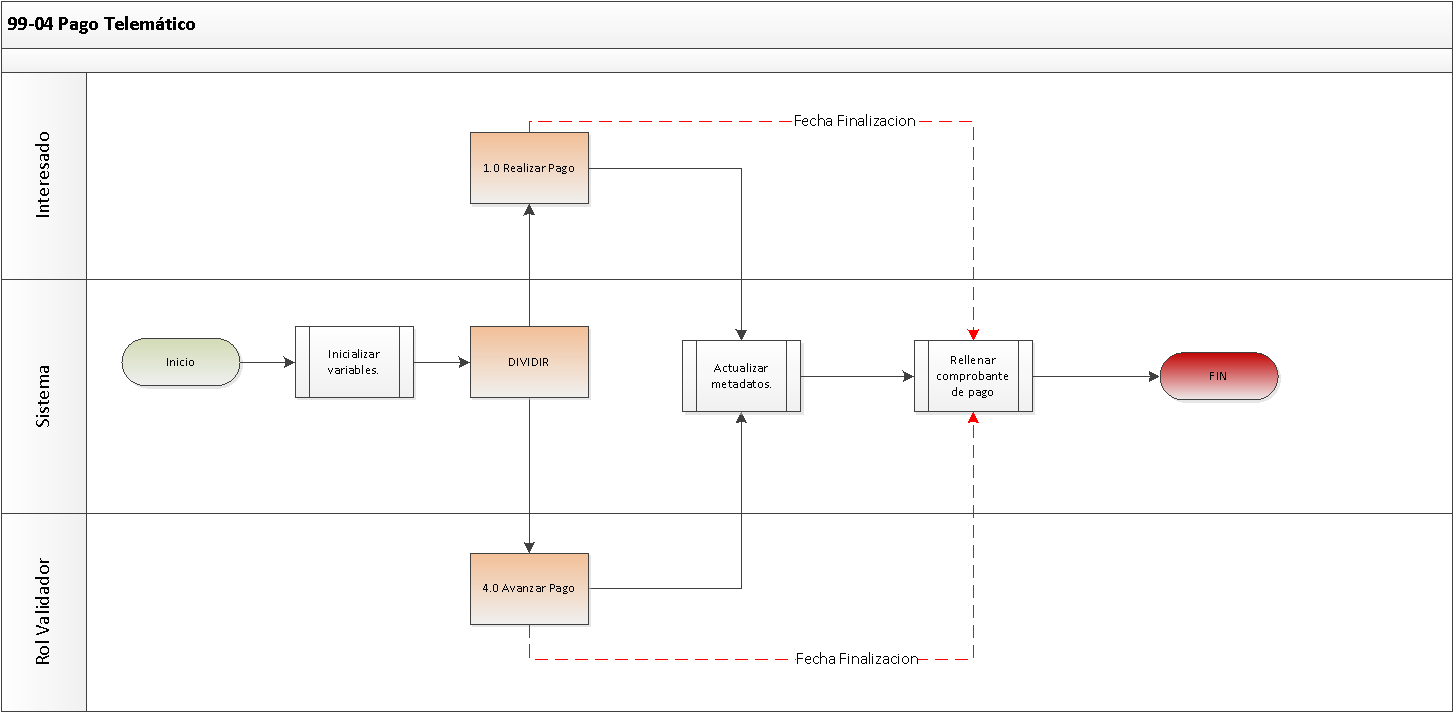 99-04 Pago Telemático
Interesado
Fecha Finalizacion
1.0 Realizar Pago
Sistema
Inicio
Inicializar
variables.
DIVIDIR
Actualizar
metadatos.
Rellenar
comprobante
de pago
FIN
Rol Validador
4.0 Avanzar Pago
Fecha Finalizacion